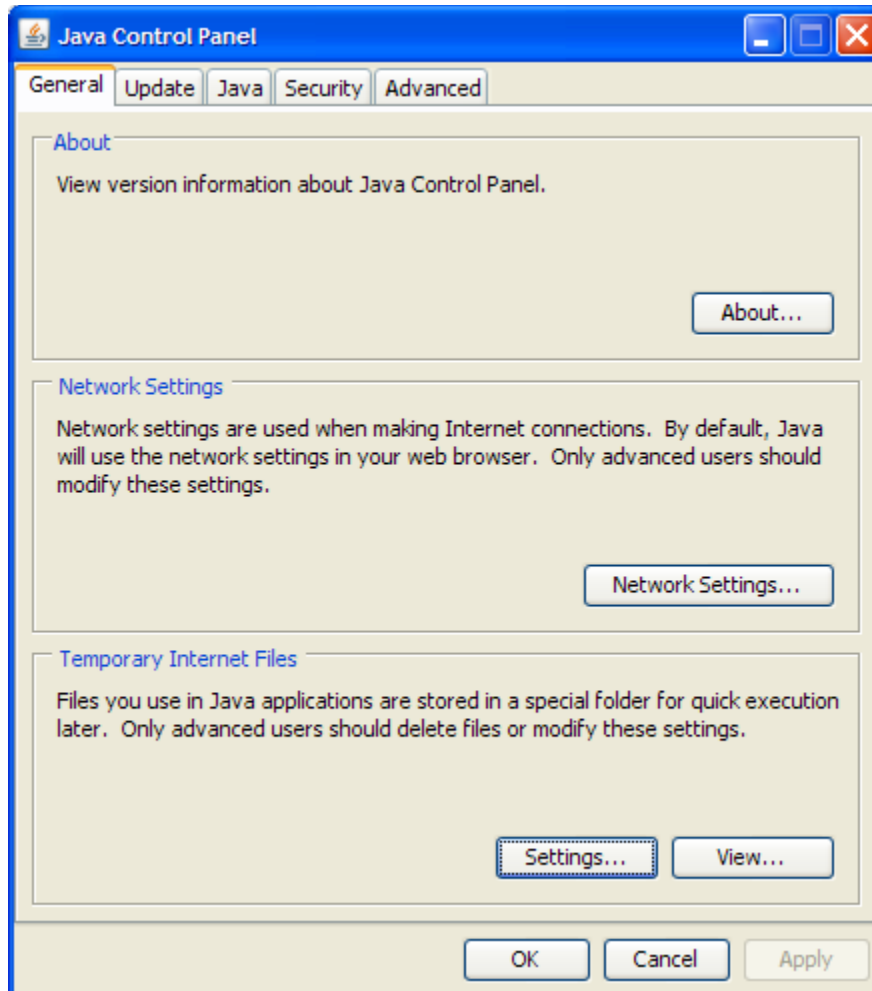 Java Control Panel
General Update Java Security Advanced
About
View version information about Java Control Panel.
About...
Network Settings
Network settings are used when making Internet connections.  By default, Java
will use the network settings in your web browser.  Only advanced users should
modify these settings.
Network Settings...
Temporary Internet Files
Files you use in Java applications are stored in a special folder for quick execution
later.  Only advanced users should delete files or modify these settings.
Settings... View...
OK Cancel Apply